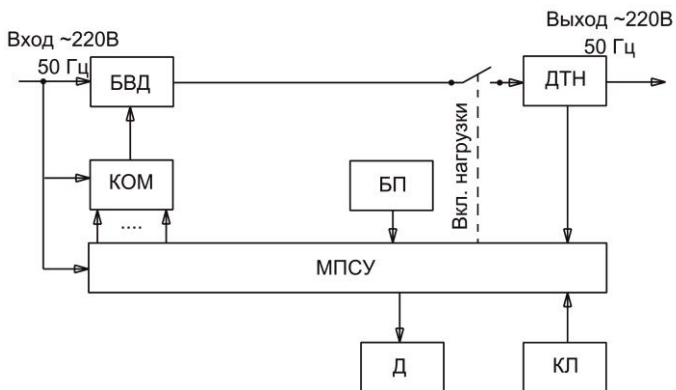 Вход ~220В
50 Гц
Выход ~220В
50 Гц
БВД
ДТН
КОМ
БП
Вкл. нагрузки
....
МПСУ
Д
КЛ